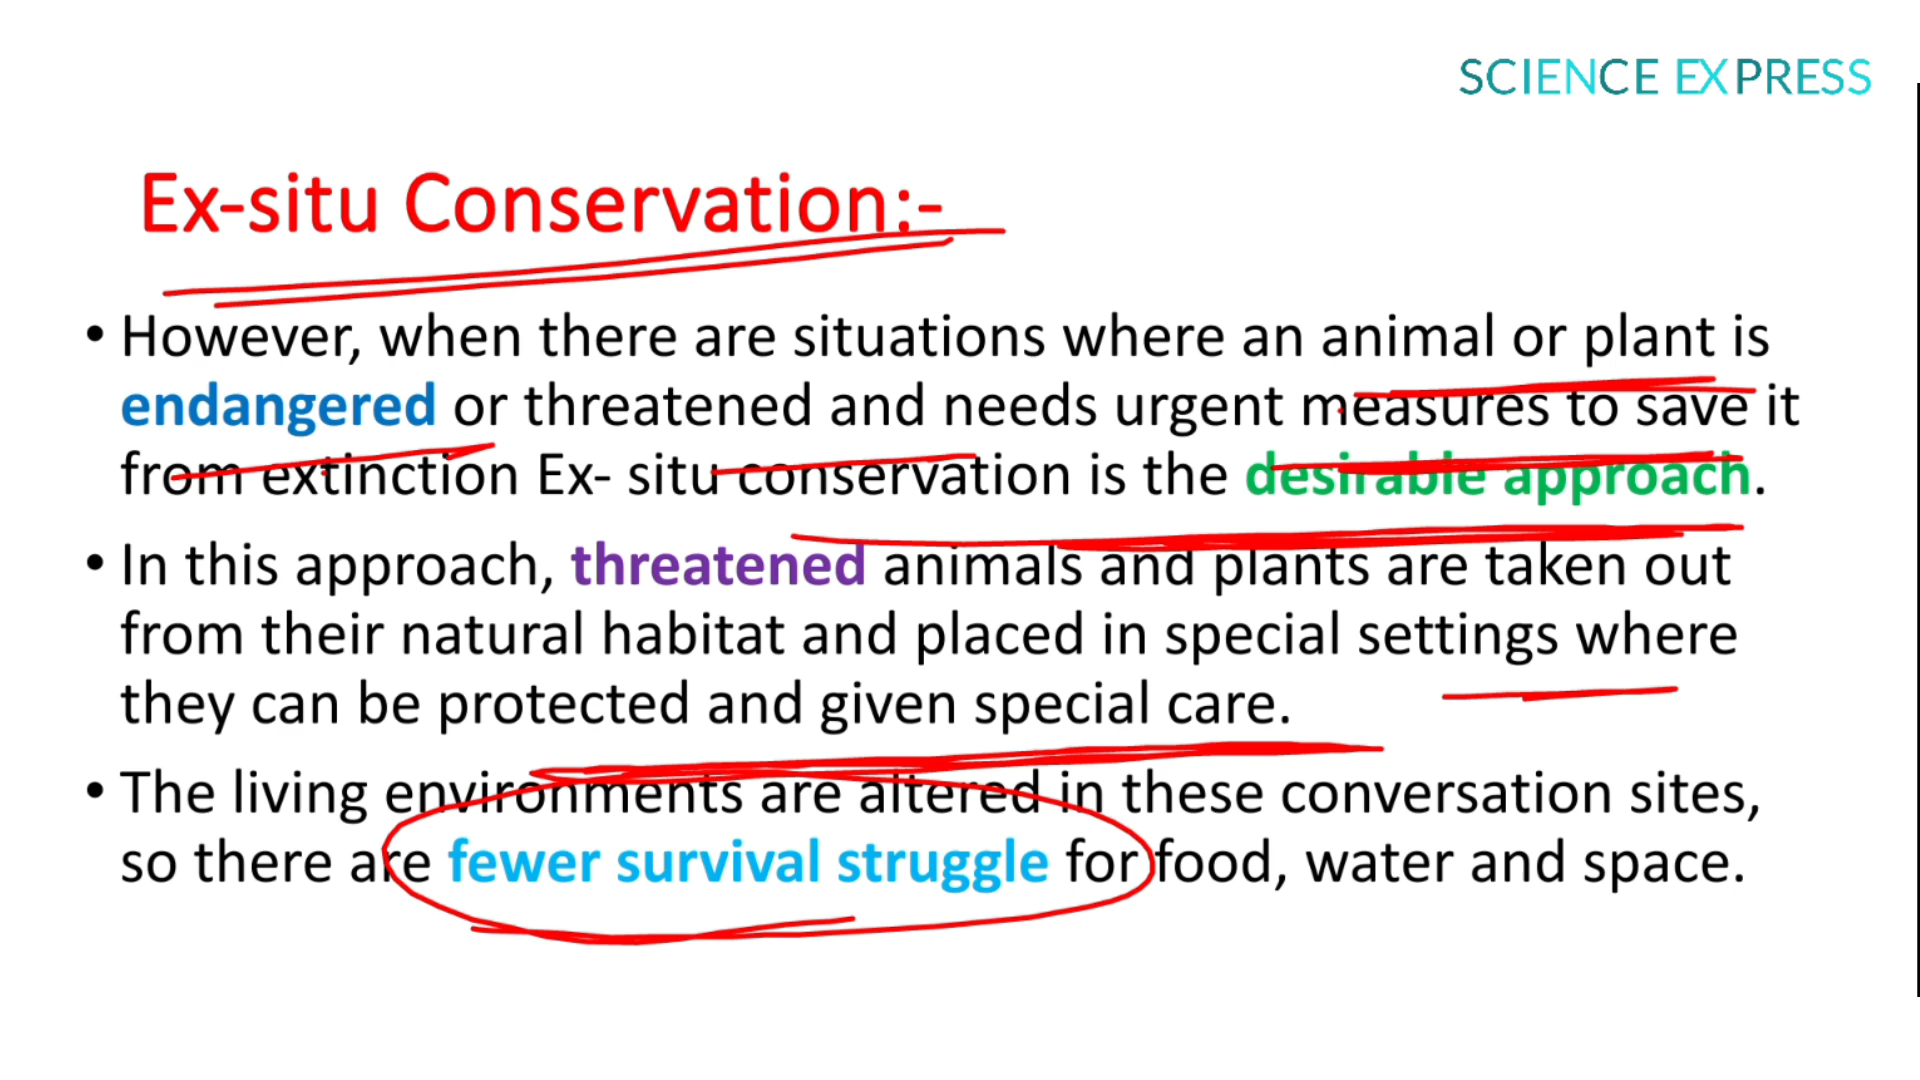 SCIENCE EXPRESS
Ex-situ Conservation:-
• However, when there are situations where an animal or plant is
endangered or threatened and needs urgent measures to save it
from extinction Ex- situ conservation is the desirable approach.
• In this approach, threatened animals and plants are taken out
from their natural habitat and placed in special settings where
they can be protected and given special care.
• The living environments are altered in these conversation sites,
so there are fewer survival struggle for food, water and space.